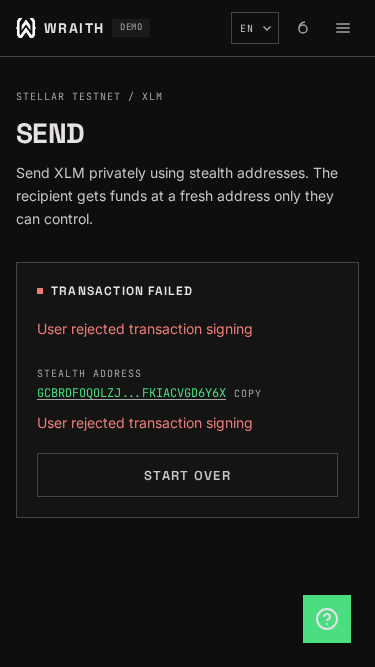 WRAITH DEMO EN
STELLAR TESTNET / XLM
SEND
Send XLM privately using stealth addresses. The
recipient gets funds at a fresh address only they
can control.
TRANSACTION FAILED
User rejected transaction signing
STEALTH ADDRESS
GCBRDFOQOLZJ...FKIACVGD6Y6X COPY
User rejected transaction signing
START OVER